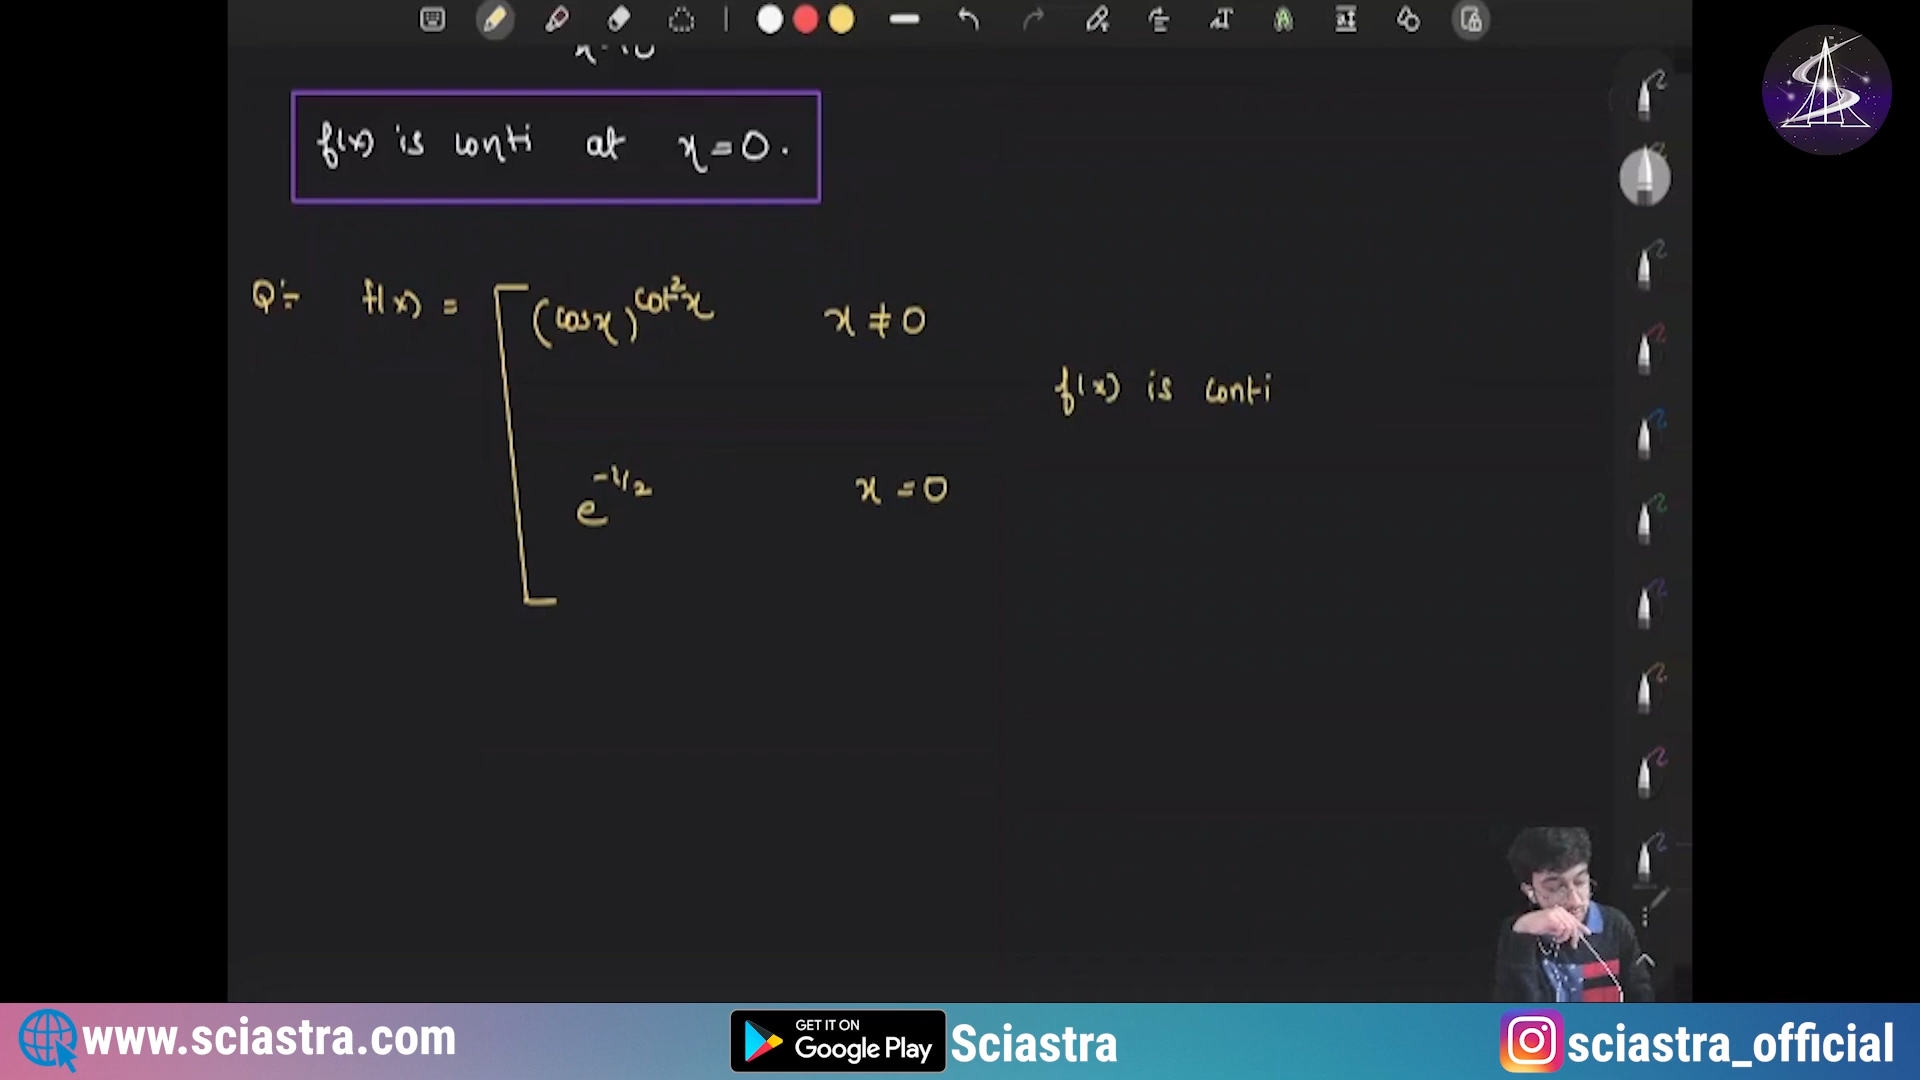 f(x) is conti at x=0.
Q:- f(x) = (cosx)^cot²x x ≠ 0
f(x) is conti
e^-1/2 x = 0
www.sciastra.com
GET IT ON
Google Play
Sciastra
sciastra_official